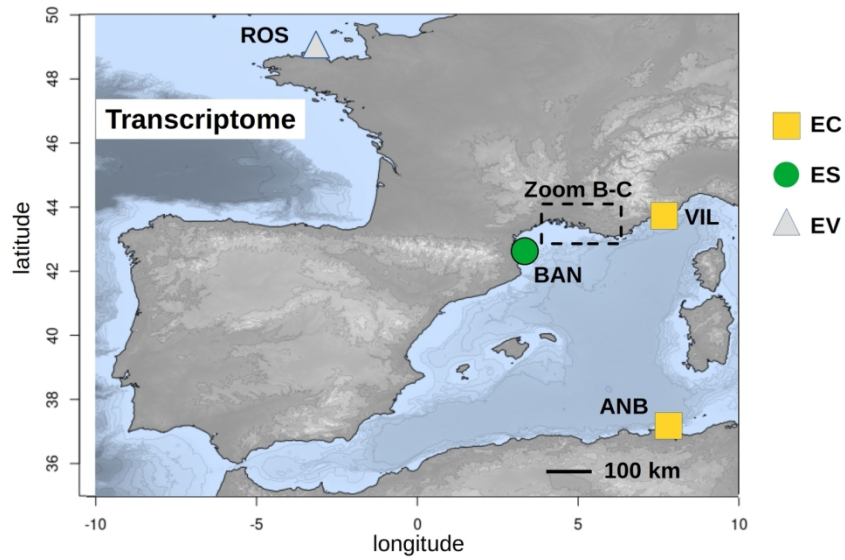 50
48
46
44
42
40
38
36
latitude
ROS
Transcriptome
Zoom B-C
VIL
BAN
ANB
100 km
-10
-5
0
5
10
longitude
EC
ES
EV